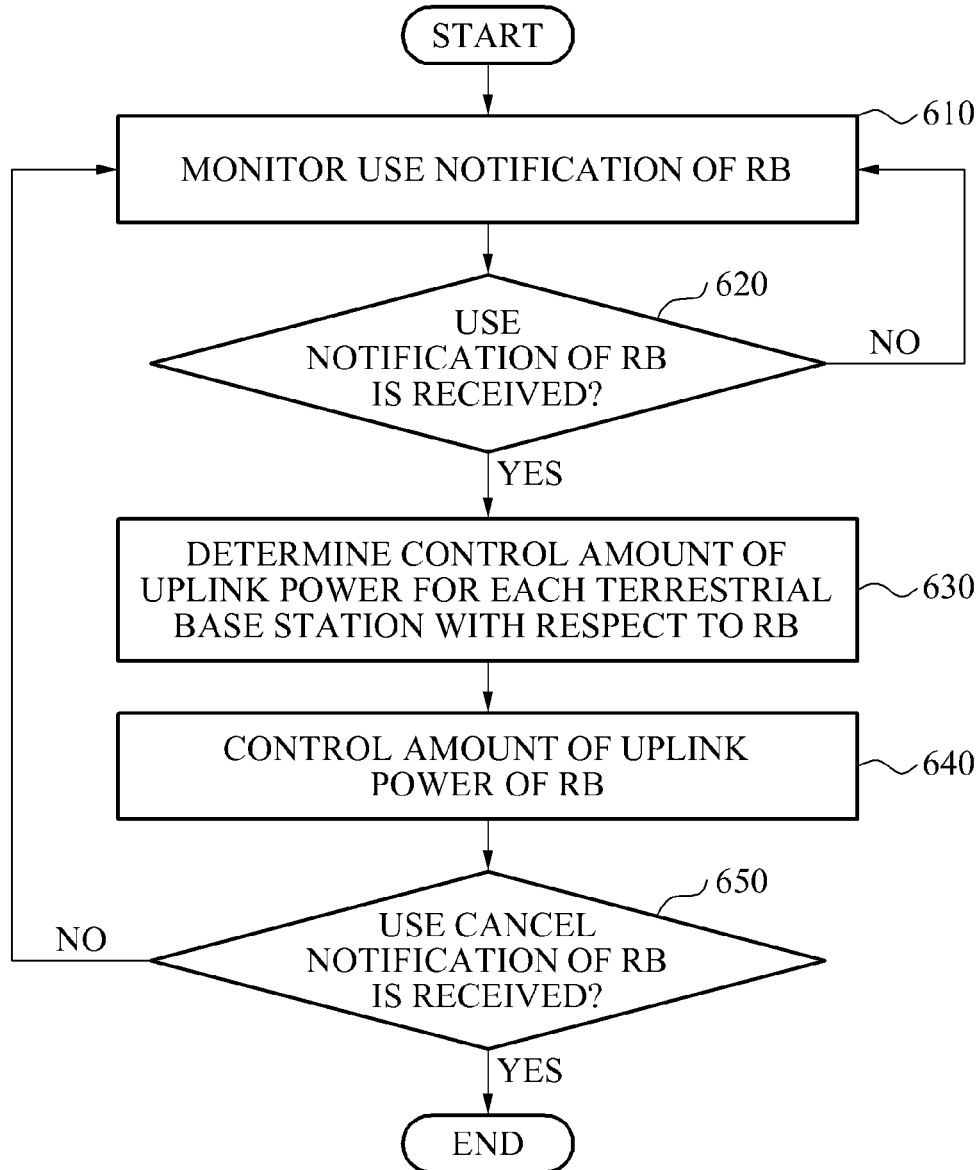 START
610
MONITOR USE NOTIFICATION OF RB
620
USE
NOTIFICATION OF RB
IS RECEIVED?
NO
YES
DETERMINE CONTROL AMOUNT OF
UPLINK POWER FOR EACH TERRESTRIAL
BASE STATION WITH RESPECT TO RB
630
CONTROL AMOUNT OF UPLINK
POWER OF RB
640
650
USE CANCEL
NOTIFICATION OF RB
IS RECEIVED?
NO
YES
END